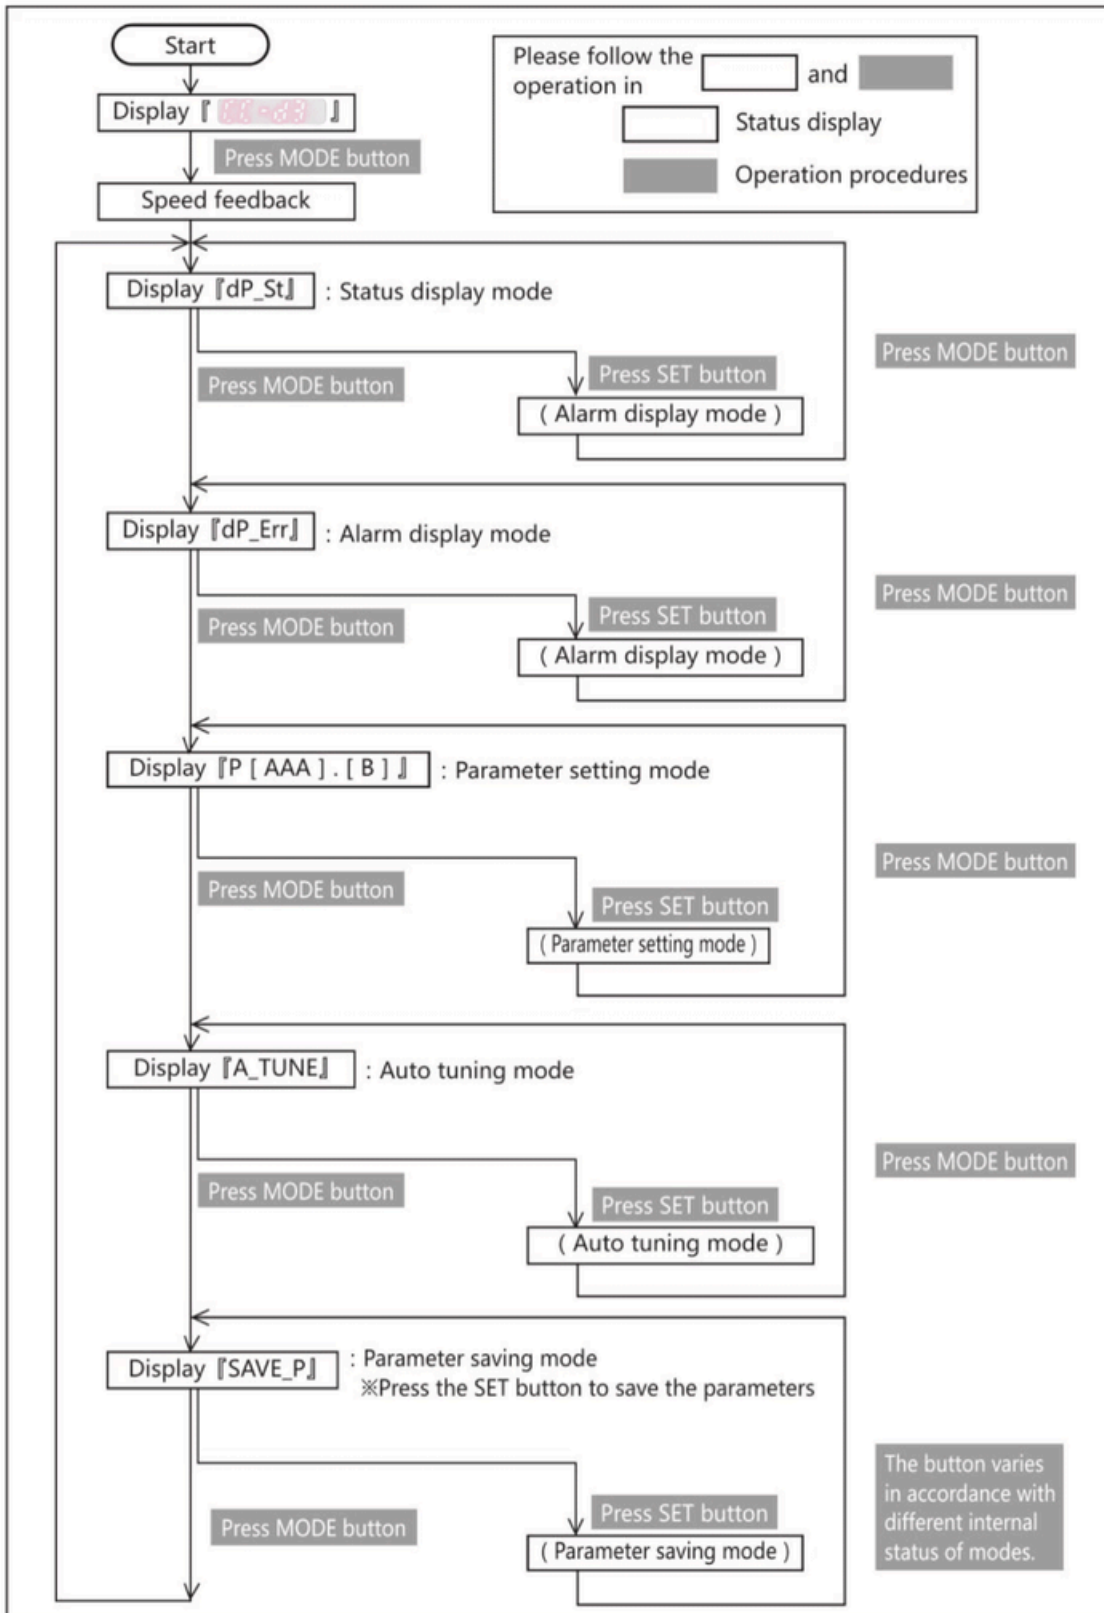 Start
Please follow the
operation in
and
Status display
Operation procedures
Display『 』
Press MODE button
Speed feedback
Display『dP_St』
: Status display mode
Press MODE button
Press MODE button
Press SET button
( Alarm display mode )
Display『dP_Err』
: Alarm display mode
Press MODE button
Press MODE button
Press SET button
( Alarm display mode )
Display『P [ AAA ] . [ B ] 』
: Parameter setting mode
Press MODE button
Press MODE button
Press SET button
( Parameter setting mode )
Display『A_TUNE』
: Auto tuning mode
Press MODE button
Press MODE button
Press SET button
( Auto tuning mode )
Display『SAVE_P』
: Parameter saving mode
※Press the SET button to save the parameters
The button varies
in accordance with
different internal
status of modes.
Press SET button
Press MODE button
( Parameter saving mode )